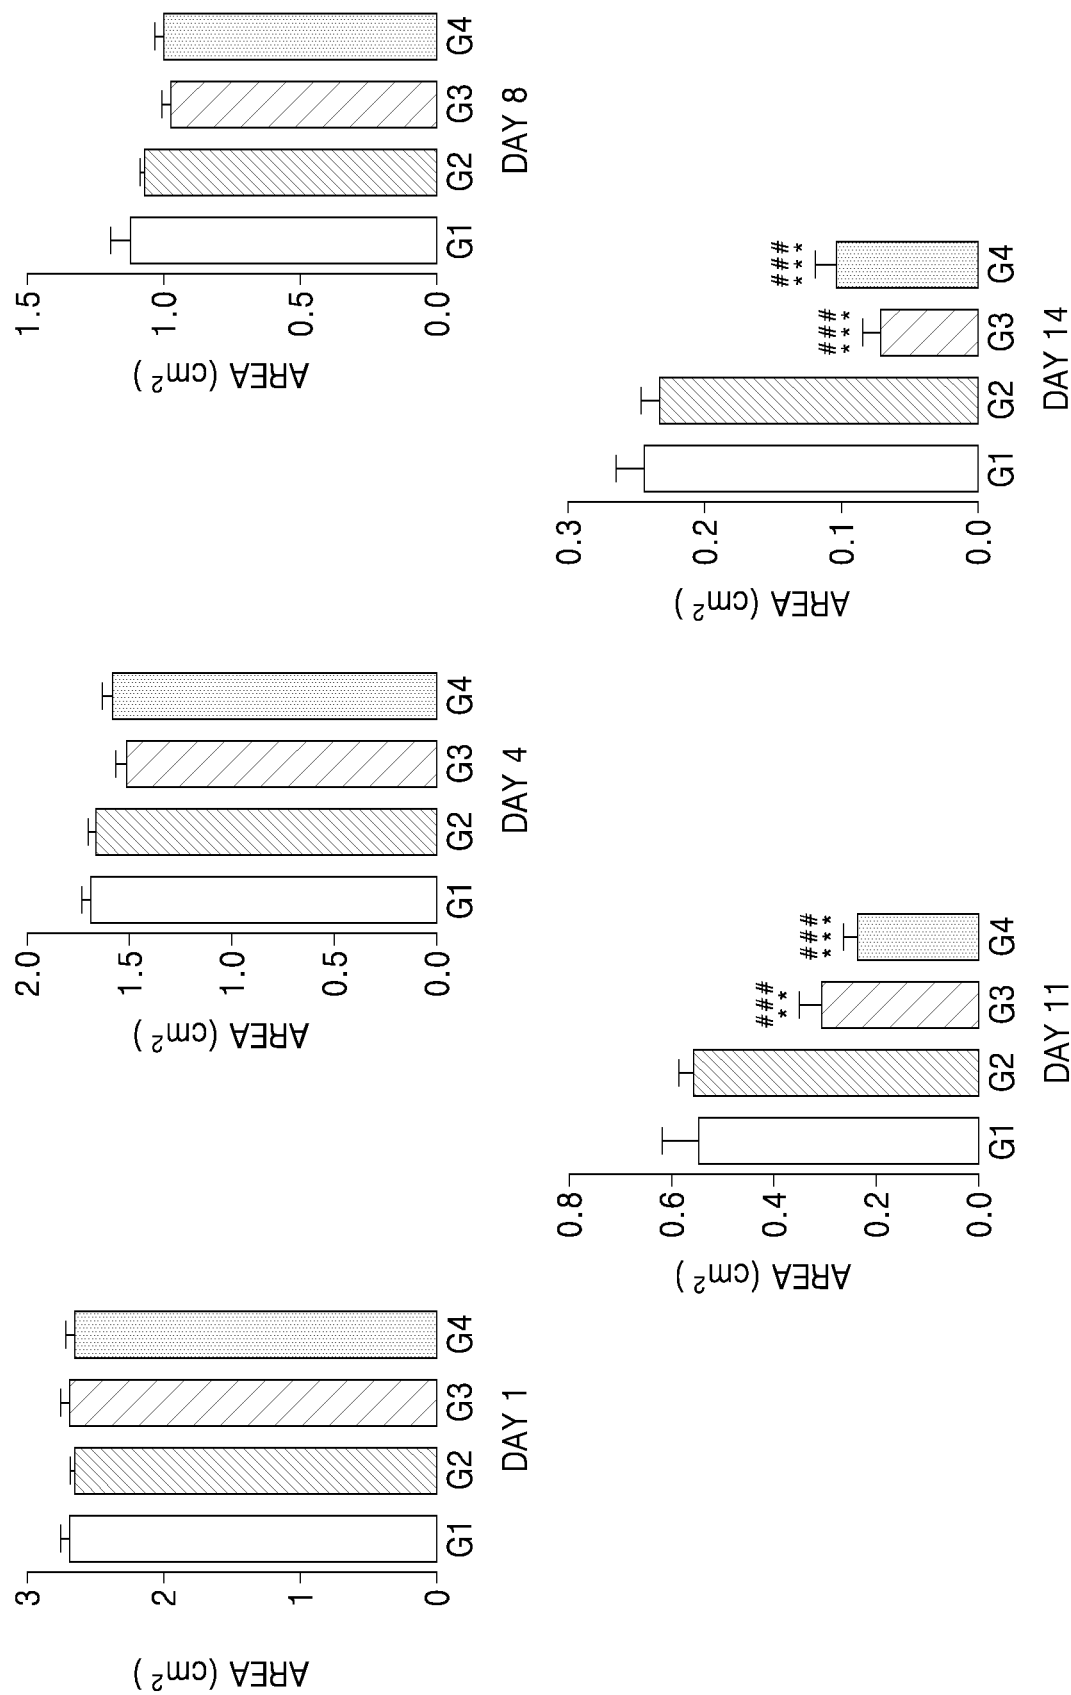 AREA (cm²)
3
2
1
0
G1
G2
G3
G4
DAY 1
AREA (cm²)
2.0
1.5
1.0
0.5
0.0
G1
G2
G3
G4
DAY 4
AREA (cm²)
1.5
1.0
0.5
0.0
G1
G2
G3
G4
DAY 8
AREA (cm²)
0.8
0.6
0.4
0.2
0.0
###
**
###
***
G1
G2
G3
G4
DAY 11
AREA (cm²)
0.3
0.2
0.1
0.0
###
***
###
***
G1
G2
G3
G4
DAY 14